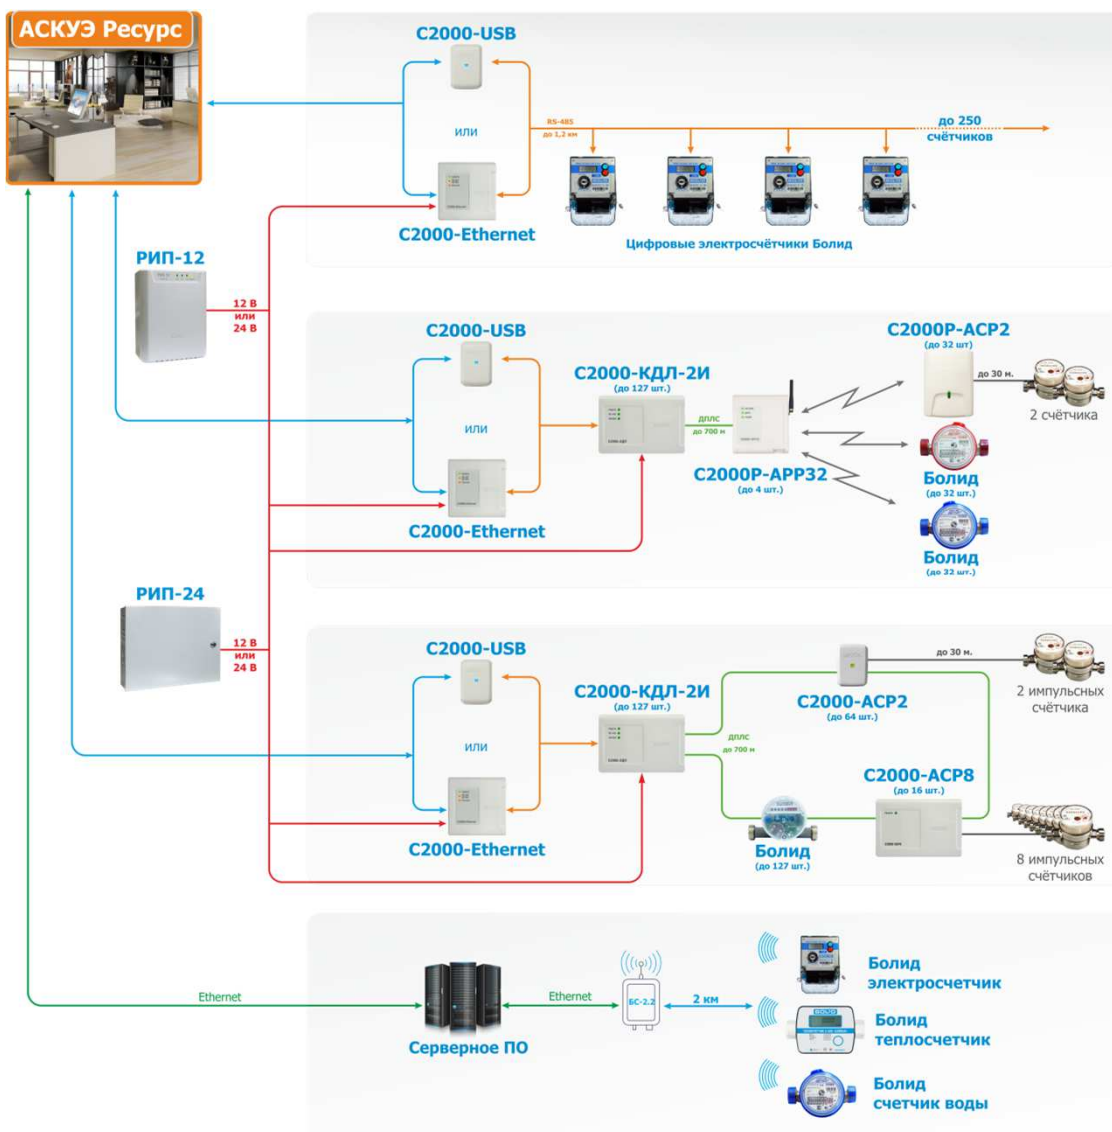 АСКУЭ Ресурс
С2000-USB
или
С2000-Ethernet
RS-485
до 1,2 км
до 250
счётчиков
Цифровые электросчётчики Болид
РИП-12
12 В
или
24 В
С2000-USB
или
С2000-Ethernet
С2000-КДЛ-2И
(до 127 шт.)
ДПЛС
до 700 м
С2000Р-АРР32
(до 4 шт.)
С2000Р-АСР2
(до 32 шт)
до 30 м.
2 счётчика
Болид
(до 32 шт.)
Болид
(до 32 шт.)
РИП-24
12 В
или
24 В
С2000-USB
или
С2000-Ethernet
С2000-КДЛ-2И
(до 127 шт.)
ДПЛС
до 700 м
С2000-АСР2
(до 64 шт.)
до 30 м.
2 импульсных
счётчика
С2000-АСР8
(до 16 шт.)
Болид
(до 127 шт.)
8 импульсных
счётчиков
Ethernet
Серверное ПО
Ethernet
БС-2.2
2 км
Болид
электросчетчик
BOLID
Болид
теплосчетчик
Болид
счетчик воды